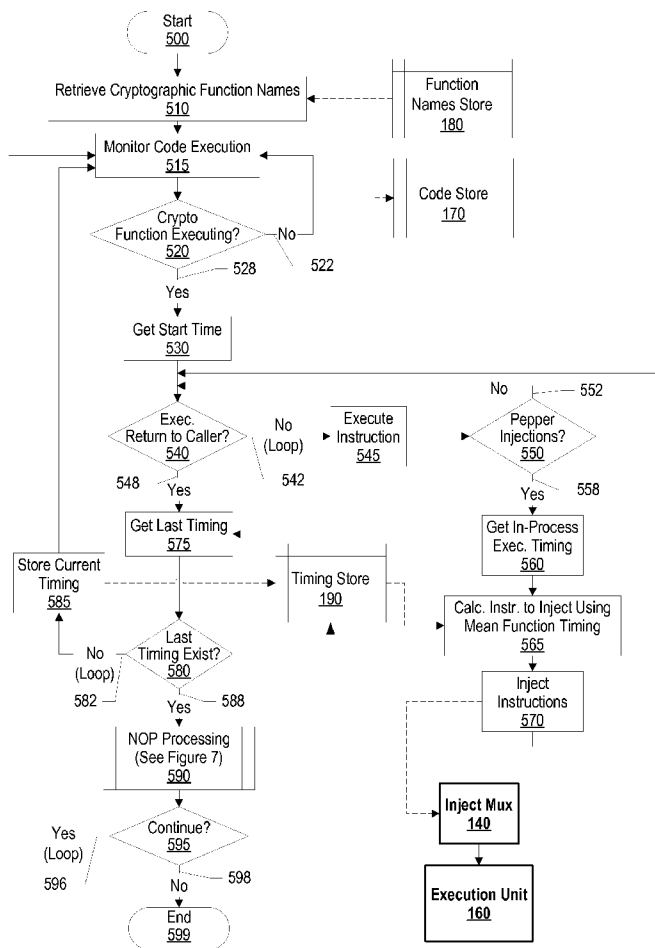 Start
500
Retrieve Cryptographic Function Names
510
Function
Names Store
180
Monitor Code Execution
515
Code Store
170
Crypto
Function Executing?
520
No
522
528
Yes
Get Start Time
530
No
552
Exec.
Return to Caller?
540
No
(Loop)
542
Execute
Instruction
545
Pepper
Injections?
550
548
Yes
558
Yes
Get Last Timing
575
Get In-Process
Exec. Timing
560
Store Current
Timing
585
Timing Store
190
Calc. Instr. to Inject Using
Mean Function Timing
565
Last
Timing Exist?
580
No
(Loop)
582
588
Yes
Inject
Instructions
570
NOP Processing
(See Figure 7)
590
Inject Mux
140
Continue?
595
Yes
(Loop)
596
598
No
Execution Unit
160
End
599